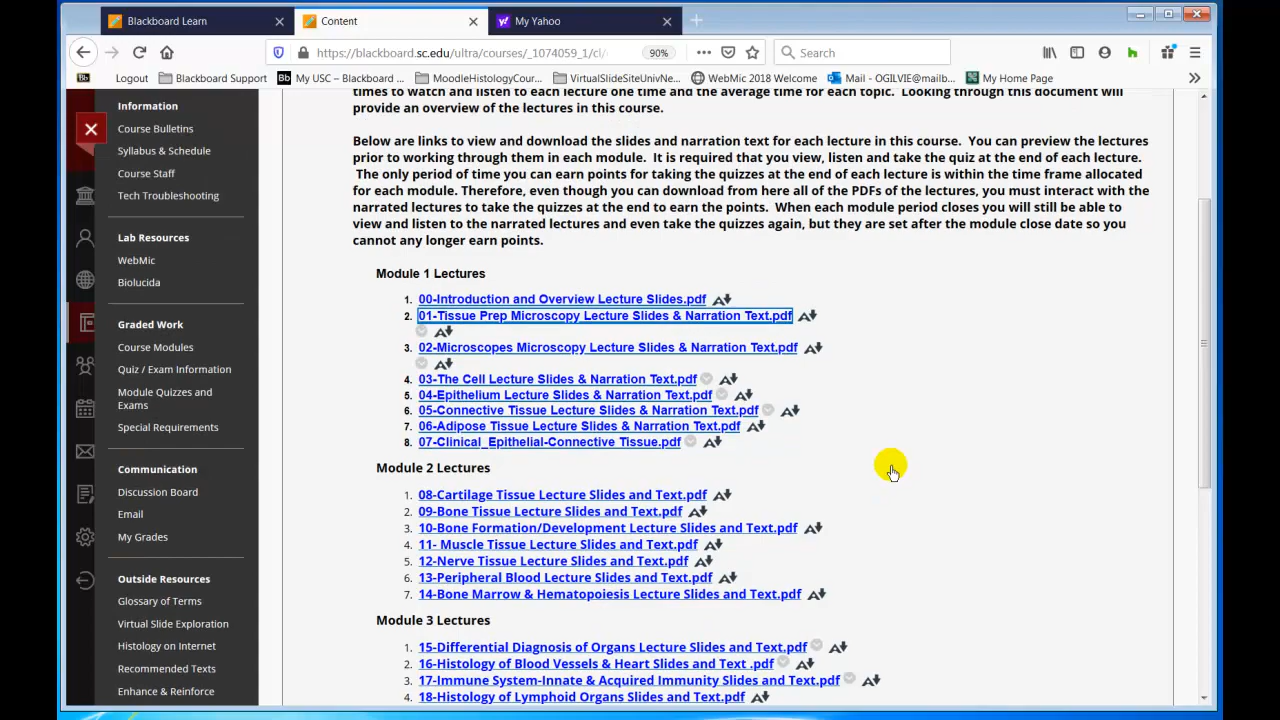 Blackboard Learn
Content
My Yahoo
https://blackboard.sc.edu/ultra/courses/_1074059_1/cl/
90%
Search
Bb
Logout
Blackboard Support
Bb My USC – Blackboard ...
MoodleHistologyCour...
VirtualSlideSiteUnivNe...
WebMic 2018 Welcome
Mail - OGILVIE@mailb...
My Home Page
Information
Course Bulletins
Syllabus & Schedule
Course Staff
Tech Troubleshooting
Lab Resources
WebMic
Biolucida
Graded Work
Course Modules
Quiz / Exam Information
Module Quizzes and
Exams
Special Requirements
Communication
Discussion Board
Email
My Grades
Outside Resources
Glossary of Terms
Virtual Slide Exploration
Histology on Internet
Recommended Texts
Enhance & Reinforce
times to watch and listen to each lecture one time and the average time for each topic. Looking through this document will
provide an overview of the lectures in this course.
Below are links to view and download the slides and narration text for each lecture in this course. You can preview the lectures
prior to working through them in each module. It is required that you view, listen and take the quiz at the end of each lecture.
The only period of time you can earn points for taking the quizzes at the end of each lecture is within the time frame allocated
for each module. Therefore, even though you can download from here all of the PDFs of the lectures, you must interact with the
narrated lectures to take the quizzes at the end to earn the points. When each module period closes you will still be able to
view and listen to the narrated lectures and even take the quizzes again, but they are set after the module close date so you
cannot any longer earn points.
Module 1 Lectures
1. 00-Introduction and Overview Lecture Slides.pdf
2. 01-Tissue Prep Microscopy Lecture Slides & Narration Text.pdf
3. 02-Microscopes Microscopy Lecture Slides & Narration Text.pdf
4. 03-The Cell Lecture Slides & Narration Text.pdf
5. 04-Epithelium Lecture Slides & Narration Text.pdf
6. 05-Connective Tissue Lecture Slides & Narration Text.pdf
7. 06-Adipose Tissue Lecture Slides & Narration Text.pdf
8. 07-Clinical_Epithelial-Connective Tissue.pdf
Module 2 Lectures
1. 08-Cartilage Tissue Lecture Slides and Text.pdf
2. 09-Bone Tissue Lecture Slides and Text.pdf
3. 10-Bone Formation/Development Lecture Slides and Text.pdf
4. 11- Muscle Tissue Lecture Slides and Text.pdf
5. 12-Nerve Tissue Lecture Slides and Text.pdf
6. 13-Peripheral Blood Lecture Slides and Text.pdf
7. 14-Bone Marrow & Hematopoiesis Lecture Slides and Text.pdf
Module 3 Lectures
1. 15-Differential Diagnosis of Organs Lecture Slides and Text.pdf
2. 16-Histology of Blood Vessels & Heart Slides and Text .pdf
3. 17-Immune System-Innate & Acquired Immunity Slides and Text.pdf
4. 18-Histology of Lymphoid Organs Slides and Text.pdf